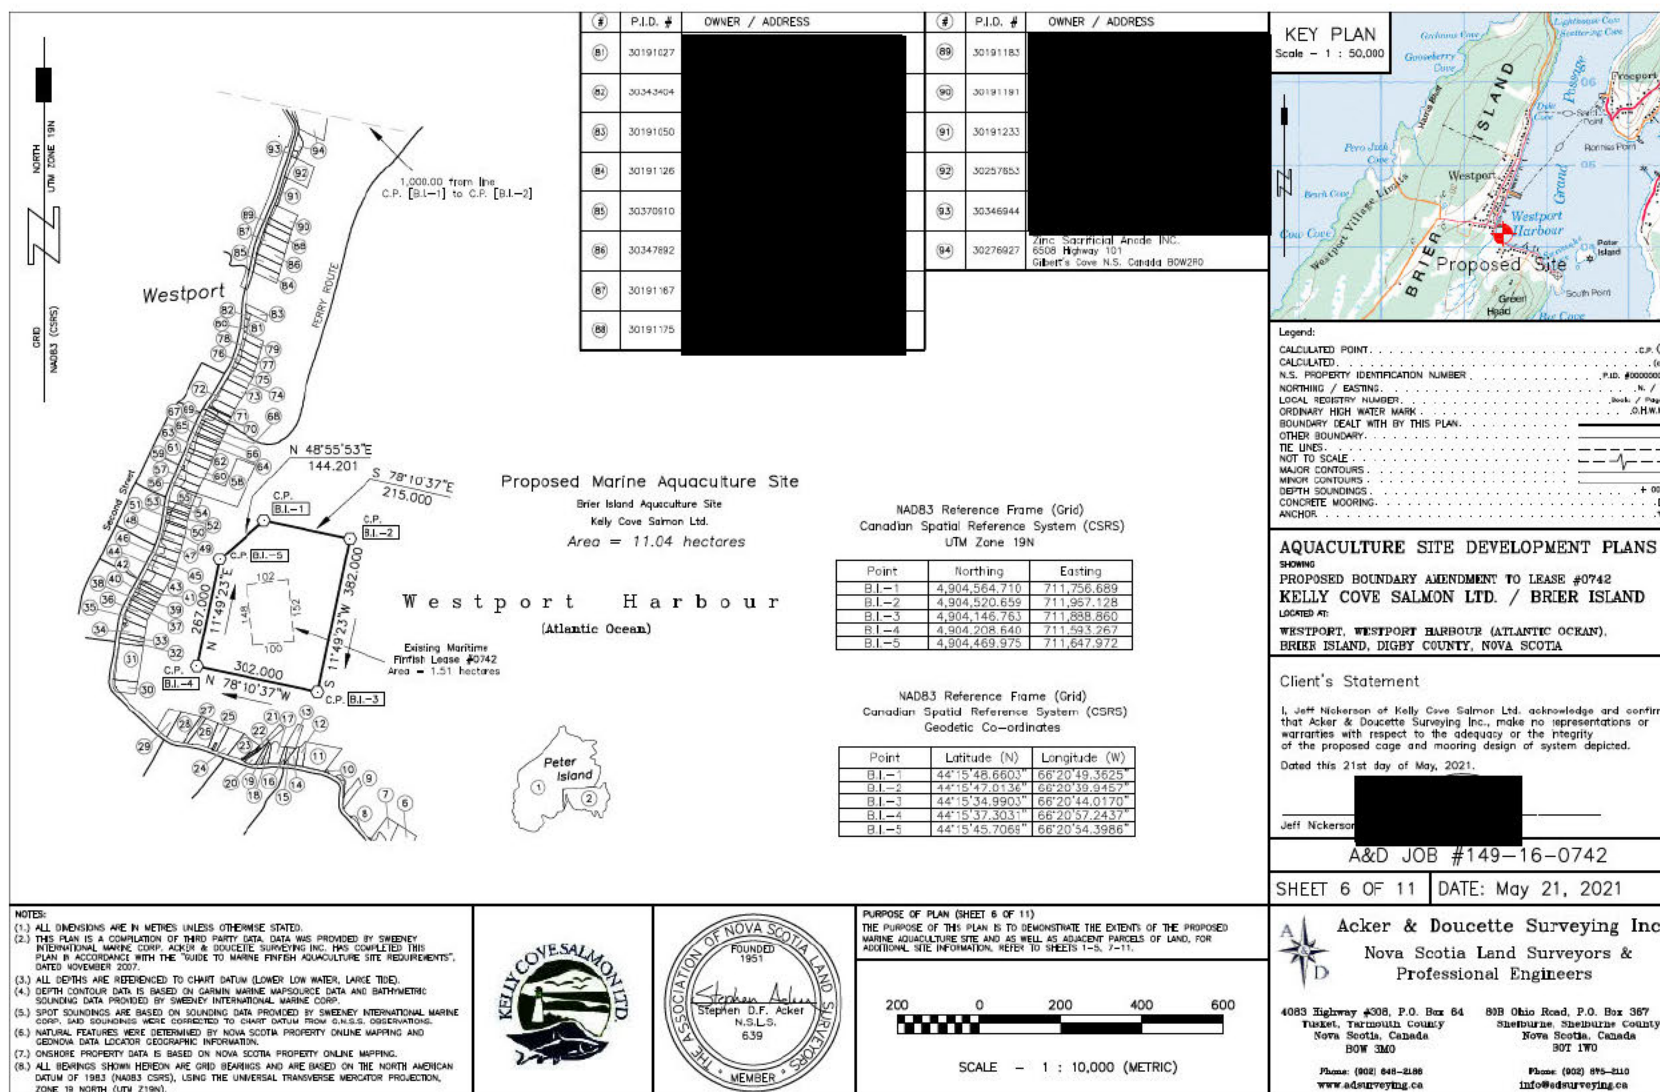 # P.I.D. # OWNER / ADDRESS
81 30191027
82 30343404
83 30191050
84 30191126
85 30370910
86 30347892
87 30191167
88 30191175
# P.I.D. # OWNER / ADDRESS
89 30191183
90 30191191
91 30191233
92 30257653
93 30346944
94 30276927
Zinc Sacrificial Anode INC.
6508 Highway 101
Gilbert's Cove N.S. Canada B0W2R0
KEY PLAN
Scale - 1 : 50,000
Gooseberry
Cove
ISLAND
Passage
Freeport
Pero Jack
Cove
Westport
Westport Village Limits
Grand
Westport
Harbour
Cow Cove
BRIER
Peter
Island
Proposed Site
South Point
Green
Head
Big Cove
NORTH
UTM ZONE 19N
GRID
NAD83 (CSRS)
1,000.00 from line
C.P. [B.I.-1] to C.P. [B.I.-2]
FERRY ROUTE
Westport
Second Street
N 48°55'53"E
144.201
S 78°10'37"E
215.000
C.P.
B.I.-1
C.P.
B.I.-2
C.P. B.I.-5
N 11°49'23"E
267.000
S 11°49'23"W 382.000
102
148
152
100
302.000
N 78°10'37"W
C.P.
B.I.-4
C.P. B.I.-3
Existing Maritime
Finfish Lease #0742
Area = 1.51 hectares
Proposed Marine Aquaculture Site
Brier Island Aquaculture Site
Kelly Cove Salmon Ltd.
Area = 11.04 hectares
Westport Harbour
(Atlantic Ocean)
Peter
Island
1
2
NAD83 Reference Frame (Grid)
Canadian Spatial Reference System (CSRS)
UTM Zone 19N
Point Northing Easting
B.I.-1 4,904,564.710 711,756.689
B.I.-2 4,904,520.659 711,967.128
B.I.-3 4,904,146.763 711,888.860
B.I.-4 4,904,208.640 711,593.267
B.I.-5 4,904,469.975 711,647.972
NAD83 Reference Frame (Grid)
Canadian Spatial Reference System (CSRS)
Geodetic Co-ordinates
Point Latitude (N) Longitude (W)
B.I.-1 44°15'48.6603" 66°20'49.3625"
B.I.-2 44°15'47.0136" 66°20'39.9457"
B.I.-3 44°15'34.9903" 66°20'44.0170"
B.I.-4 44°15'37.3031" 66°20'57.2437"
B.I.-5 44°15'45.7069" 66°20'54.3986"
Legend:
CALCULATED POINT. C.P.
CALCULATED.
N.S. PROPERTY IDENTIFICATION NUMBER P.I.D.
NORTHING / EASTING. N. /
LOCAL REGISTRY NUMBER. Book / Page
ORDINARY HIGH WATER MARK O.H.W.
BOUNDARY DEALT WITH BY THIS PLAN.
OTHER BOUNDARY.
TIE LINES.
NOT TO SCALE
MAJOR CONTOURS
MINOR CONTOURS
DEPTH SOUNDINGS.
CONCRETE MOORING.
ANCHOR
AQUACULTURE SITE DEVELOPMENT PLANS
SHOWING
PROPOSED BOUNDARY AMENDMENT TO LEASE #0742
KELLY COVE SALMON LTD. / BRIER ISLAND
LOCATED AT:
WESTPORT, WESTPORT HARBOUR (ATLANTIC OCEAN),
BRIER ISLAND, DIGBY COUNTY, NOVA SCOTIA
Client's Statement
I, Jeff Nickerson of Kelly Cove Salmon Ltd. acknowledge and confirm
that Acker & Doucette Surveying Inc., make no representations or
warranties with respect to the adequacy or the integrity
of the proposed cage and mooring design of system depicted.
Dated this 21st day of May, 2021.
Jeff Nickerson
A&D JOB #149-16-0742
SHEET 6 OF 11 DATE: May 21, 2021
NOTES:
(1.) ALL DIMENSIONS ARE IN METRES UNLESS OTHERWISE STATED.
(2.) THIS PLAN IS A COMPILATION OF THIRD PARTY DATA. DATA WAS PROVIDED BY SWEENEY
INTERNATIONAL MARINE CORP. ACKER & DOUCETTE SURVEYING INC. HAS COMPLETED THIS
PLAN IN ACCORDANCE WITH THE "GUIDE TO MARINE FINFISH AQUACULTURE SITE REQUIREMENTS",
DATED NOVEMBER 2007.
(3.) ALL DEPTHS ARE REFERENCED TO CHART DATUM (LOWER LOW WATER, LARGE TIDE).
(4.) DEPTH CONTOUR DATA IS BASED ON GARMIN MARINE MAPSOURCE DATA AND BATHYMETRIC
SOUNDING DATA PROVIDED BY SWEENEY INTERNATIONAL MARINE CORP.
(5.) SPOT SOUNDINGS ARE BASED ON SOUNDING DATA PROVIDED BY SWEENEY INTERNATIONAL MARINE
CORP. SAID SOUNDINGS WERE CORRECTED TO CHART DATUM FROM G.N.S.S. OBSERVATIONS.
(6.) NATURAL FEATURES WERE DETERMINED BY NOVA SCOTIA PROPERTY ONLINE MAPPING AND
GEONOVA DATA LOCATOR GEOGRAPHIC INFORMATION.
(7.) ONSHORE PROPERTY DATA IS BASED ON NOVA SCOTIA PROPERTY ONLINE MAPPING.
(8.) ALL BEARINGS SHOWN HEREON ARE GRID BEARINGS AND ARE BASED ON THE NORTH AMERICAN
DATUM OF 1983 (NAD83 CSRS), USING THE UNIVERSAL TRANSVERSE MERCATOR PROJECTION,
ZONE 19 NORTH (UTM Z19N).
KELLY COVE SALMON LTD.
THE ASSOCIATION OF NOVA SCOTIA LAND SURVEYORS
FOUNDED
1951
Stephen D.F. Acker
N.S.L.S.
639
MEMBER
PURPOSE OF PLAN (SHEET 6 OF 11)
THE PURPOSE OF THIS PLAN IS TO DEMONSTRATE THE EXTENTS OF THE PROPOSED
MARINE AQUACULTURE SITE AND AS WELL AS ADJACENT PARCELS OF LAND, FOR
ADDITIONAL SITE INFORMATION, REFER TO SHEETS 1-5, 7-11.
200 0 200 400 600
SCALE - 1 : 10,000 (METRIC)
A
D
Acker & Doucette Surveying Inc
Nova Scotia Land Surveyors &
Professional Engineers
4083 Highway #308, P.O. Box 64
Tusket, Yarmouth County
Nova Scotia, Canada
B0W 3M0
Phone: (902) 648-2186
www.adsurveying.ca
80B Ohio Road, P.O. Box 367
Shelburne, Shelburne County
Nova Scotia, Canada
B0T 1W0
Phone: (902) 875-2110
info@adsurveying.ca